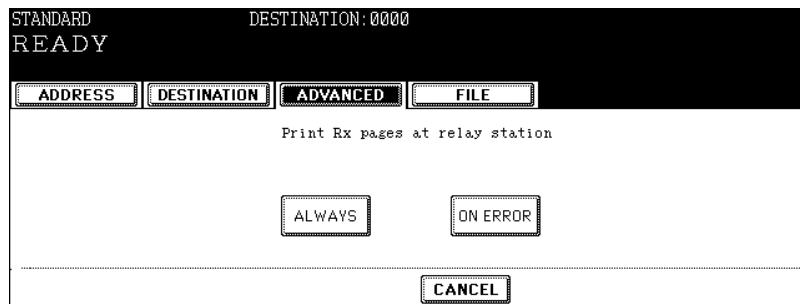 STANDARD DESTINATION:0000
READY
ADDRESS DESTINATION ADVANCED FILE
Print Rx pages at relay station
ALWAYS ON ERROR
CANCEL